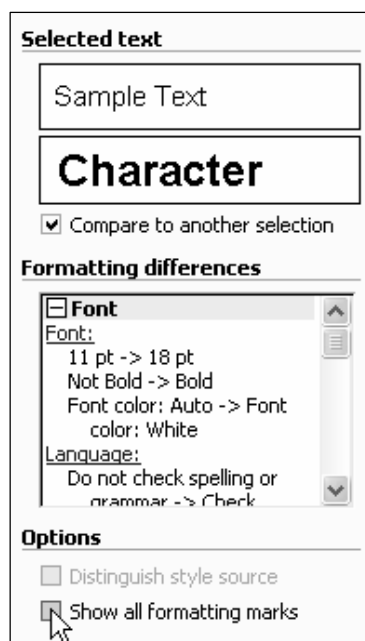 Selected text
Sample Text
Character
Compare to another selection
Formatting differences
Font
Font:
11 pt -> 18 pt
Not Bold -> Bold
Font color: Auto -> Font
color: White
Language:
Do not check spelling or
grammar -> Check
Options
Distinguish style source
Show all formatting marks